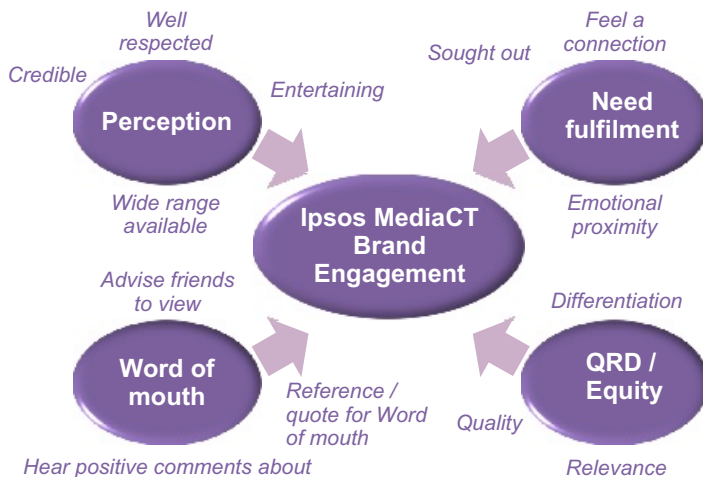 Well
respected
Credible
Entertaining
Perception
Wide range
available
Feel a
connection
Sought out
Need
fulfilment
Emotional
proximity
Ipsos MediaCT
Brand
Engagement
Advise friends
to view
Word of
mouth
Reference /
quote for Word
of mouth
Hear positive comments about
Differentiation
QRD /
Equity
Quality
Relevance